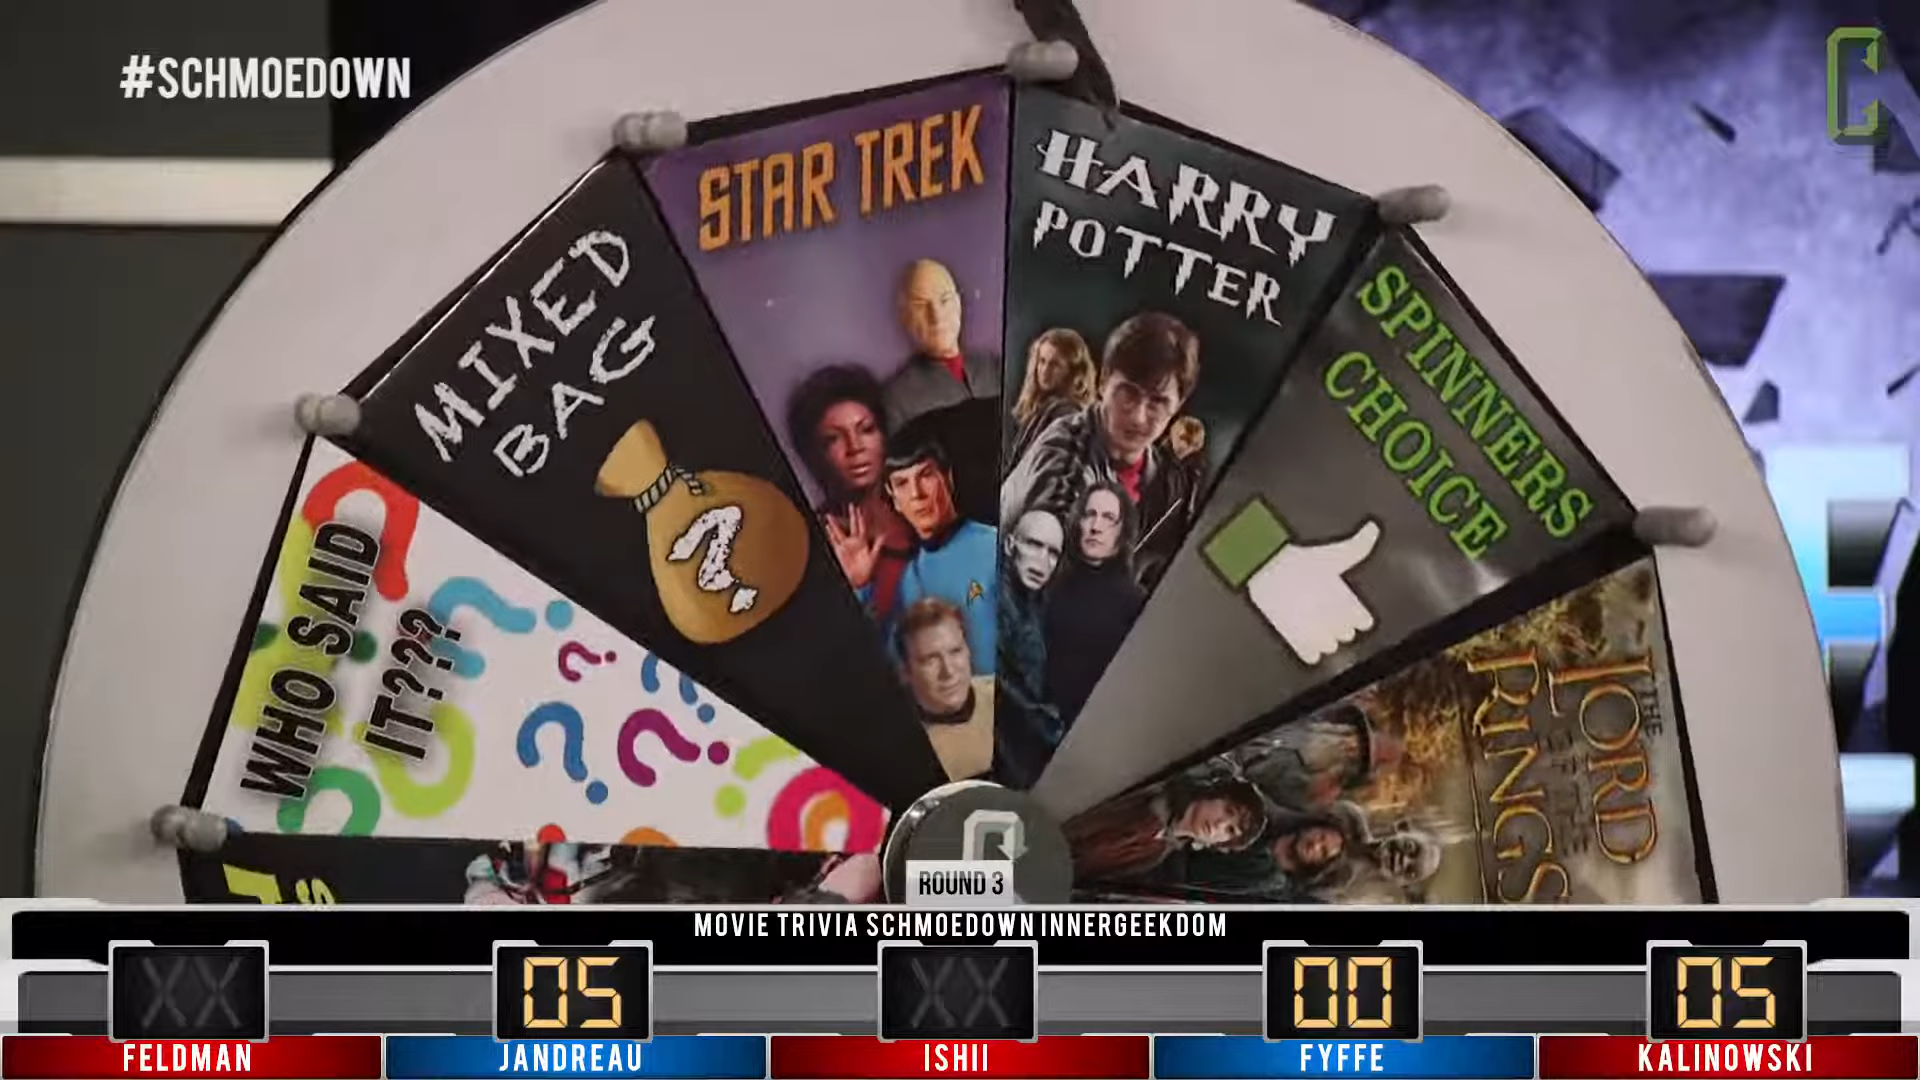 #SCHMOEDOWN
STAR TREK
HARRY
POTTER
MIXED
BAG
?
SPINNERS
CHOICE
WHO SAID
IT???
THE
LORD
OF THE
RINGS
ROUND 3
MOVIE TRIVIA SCHMOEDOWN INNERGEEKDOM
XX
05
XX
00
05
FELDMAN
JANDREAU
ISHII
FYFFE
KALINOWSKI